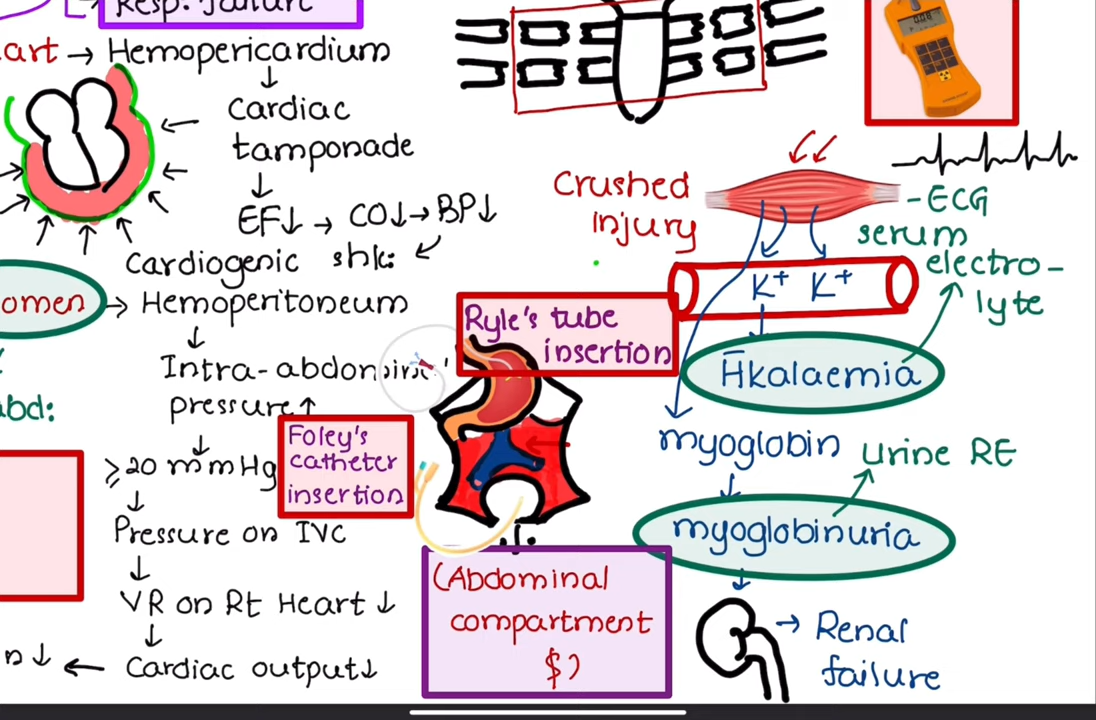 Resp. failure
art → Hemopericardium
↓
Cardiac
tamponade
↓
EF↓ → CO↓ → BP↓
Cardiogenic shk:
omen → Hemoperitoneum
↓
Intra-abdominal
pressure↑
↓
abd:
≥20 mmHg
↓
Pressure on IVC
↓
VR on Rt Heart ↓
↓
n↓ ← Cardiac output↓
Foley's
catheter
insertion
Ryle's tube
insertion
(Abdominal
compartment
$)
Crushed
injury
-ECG
serum
electro-
lyte
K+ K+
H̄kalaemia
myoglobin
↓
urine RE
myoglobinuria
↓
→ Renal
failure